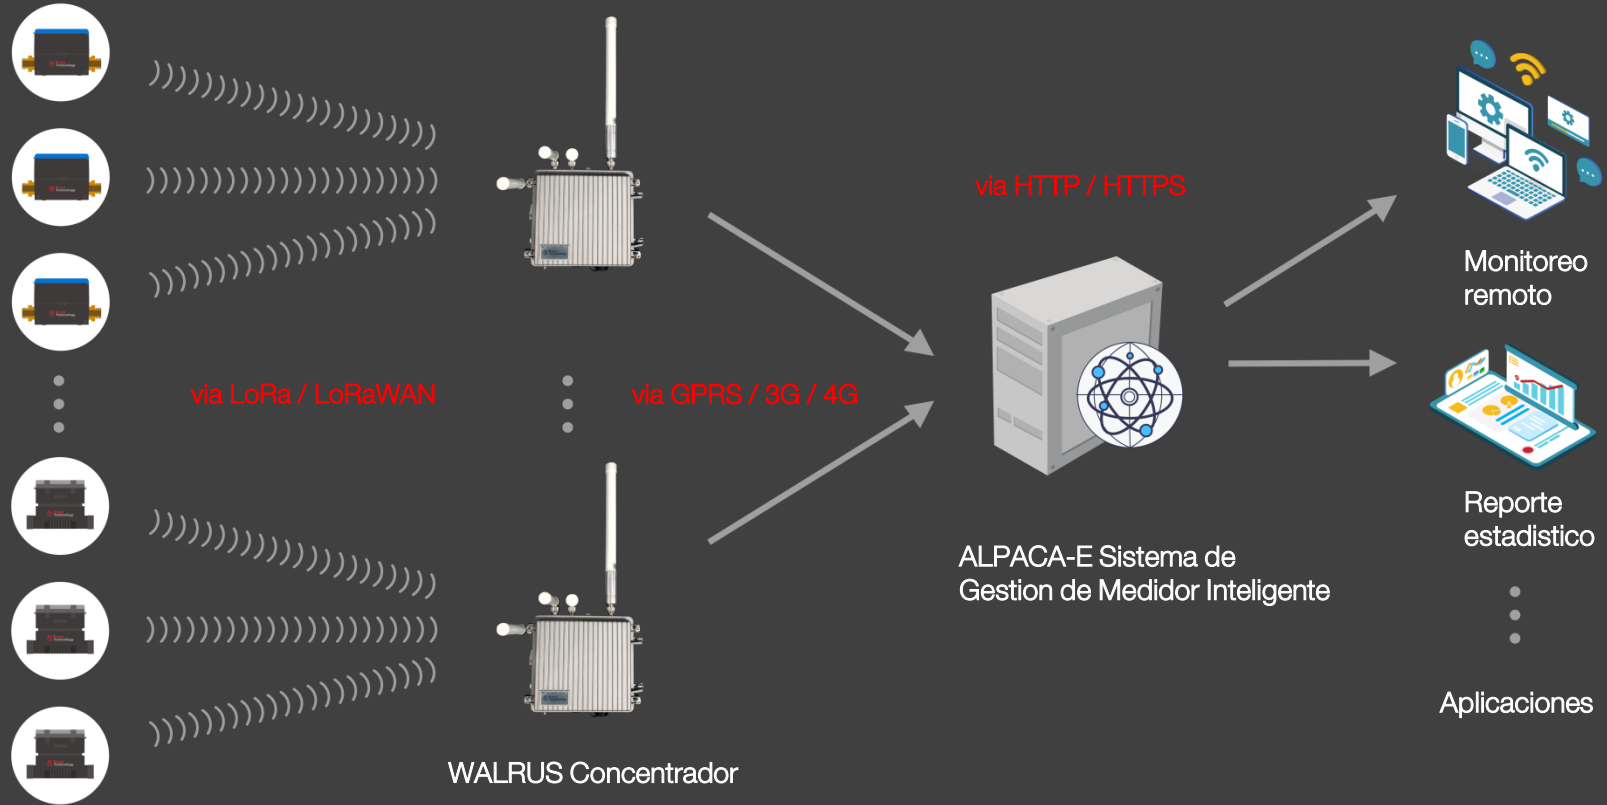 via LoRa / LoRaWAN
via GPRS / 3G / 4G
via HTTP / HTTPS
Monitoreo
remoto
Reporte
estadistico
ALPACA-E Sistema de
Gestion de Medidor Inteligente
Aplicaciones
WALRUS Concentrador